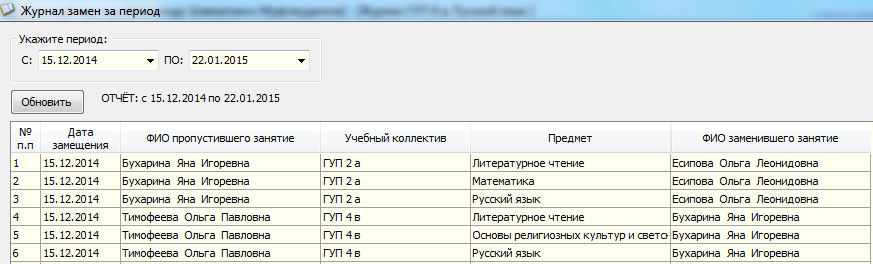 Журнал замен за период
Укажите период:
С: 15.12.2014 ПО: 22.01.2015
Обновить ОТЧЁТ: с 15.12.2014 по 22.01.2015
№ п.п Дата замещения ФИО пропустившего занятие Учебный коллектив Предмет ФИО заменившего занятие
1 15.12.2014 Бухарина Яна Игоревна ГУП 2 а Литературное чтение Есипова Ольга Леонидовна
2 15.12.2014 Бухарина Яна Игоревна ГУП 2 а Математика Есипова Ольга Леонидовна
3 15.12.2014 Бухарина Яна Игоревна ГУП 2 а Русский язык Есипова Ольга Леонидовна
4 15.12.2014 Тимофеева Ольга Павловна ГУП 4 в Литературное чтение Бухарина Яна Игоревна
5 15.12.2014 Тимофеева Ольга Павловна ГУП 4 в Основы религиозных культур и светск Бухарина Яна Игоревна
6 15.12.2014 Тимофеева Ольга Павловна ГУП 4 в Русский язык Бухарина Яна Игоревна